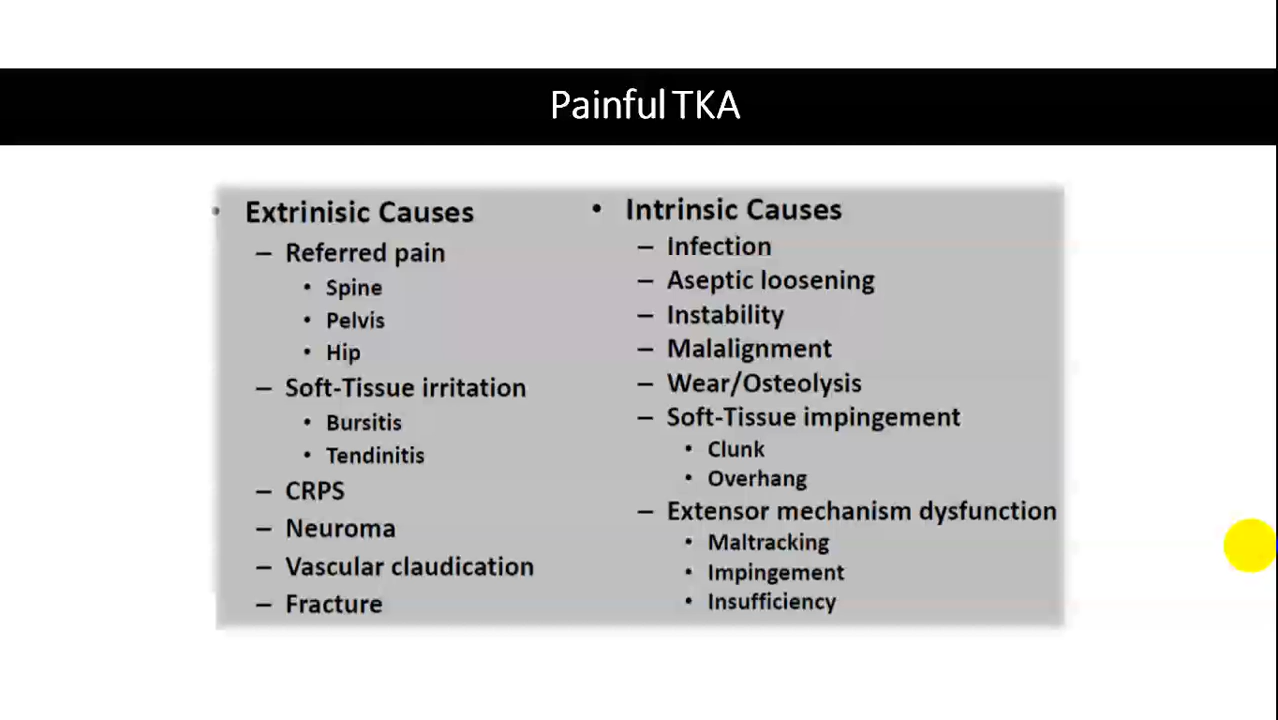 Painful TKA
• Extrinisic Causes
– Referred pain
• Spine
• Pelvis
• Hip
– Soft-Tissue irritation
• Bursitis
• Tendinitis
– CRPS
– Neuroma
– Vascular claudication
– Fracture
• Intrinsic Causes
– Infection
– Aseptic loosening
– Instability
– Malalignment
– Wear/Osteolysis
– Soft-Tissue impingement
• Clunk
• Overhang
– Extensor mechanism dysfunction
• Maltracking
• Impingement
• Insufficiency